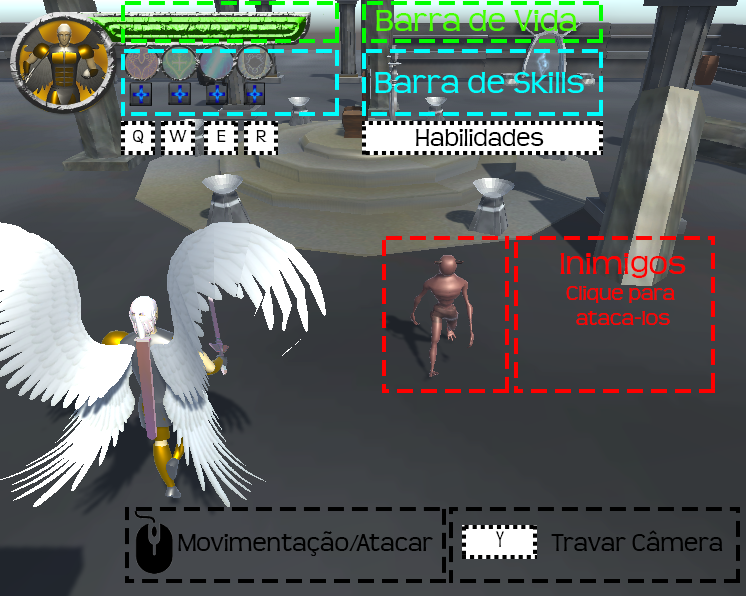 Barra de Vida
Barra de Skills
Q W E R
Habilidades
Inimigos
Clique para
ataca-los
Movimentação/Atacar
Y
Travar Câmera